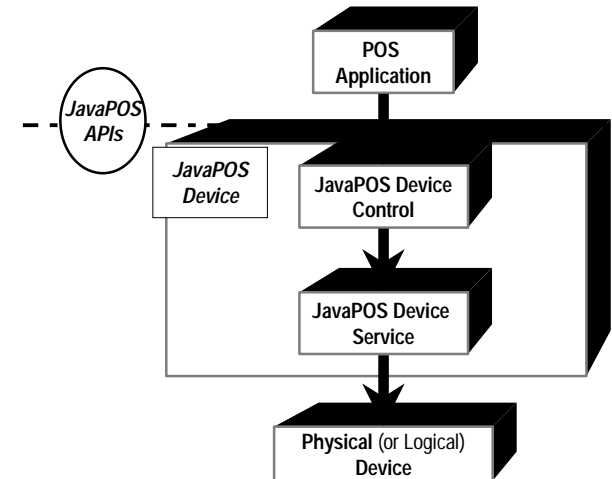 POS
Application
JavaPOS
APIs
JavaPOS
Device
JavaPOS Device
Control
JavaPOS Device
Service
Physical (or Logical)
Device